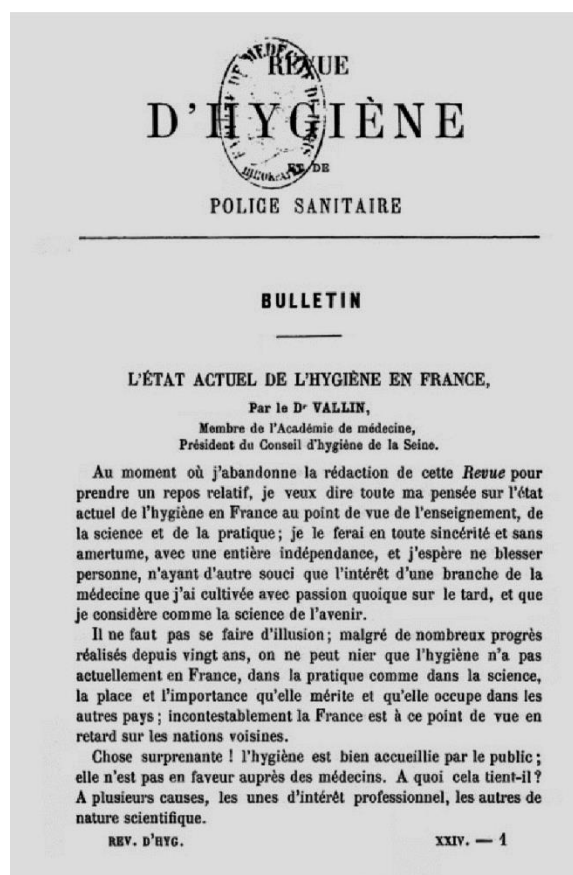 REVUE
D'HYGIÈNE
ET DE
POLICE SANITAIRE
BULLETIN
L'ÉTAT ACTUEL DE L'HYGIÈNE EN FRANCE,
Par le Dr VALLIN,
Membre de l'Académie de médecine,
Président du Conseil d'hygiène de la Seine.
Au moment où j'abandonne la rédaction de cette Revue pour
prendre un repos relatif, je veux dire toute ma pensée sur l'état
actuel de l'hygiène en France au point de vue de l'enseignement, de
la science et de la pratique; je le ferai en toute sincérité et sans
amertume, avec une entière indépendance, et j'espère ne blesser
personne, n'ayant d'autre souci que l'intérêt d'une branche de la
médecine que j'ai cultivée avec passion quoique sur le tard, et que
je considère comme la science de l'avenir.
Il ne faut pas se faire d'illusion; malgré de nombreux progrès
réalisés depuis vingt ans, on ne peut nier que l'hygiène n'a pas
actuellement en France, dans la pratique comme dans la science,
la place et l'importance qu'elle mérite et qu'elle occupe dans les
autres pays; incontestablement la France est à ce point de vue en
retard sur les nations voisines.
Chose surprenante ! l'hygiène est bien accueillie par le public;
elle n'est pas en faveur auprès des médecins. A quoi cela tient-il?
A plusieurs causes, les unes d'intérêt professionnel, les autres de
nature scientifique.
REV. D'HYG.
XXIV. — 1